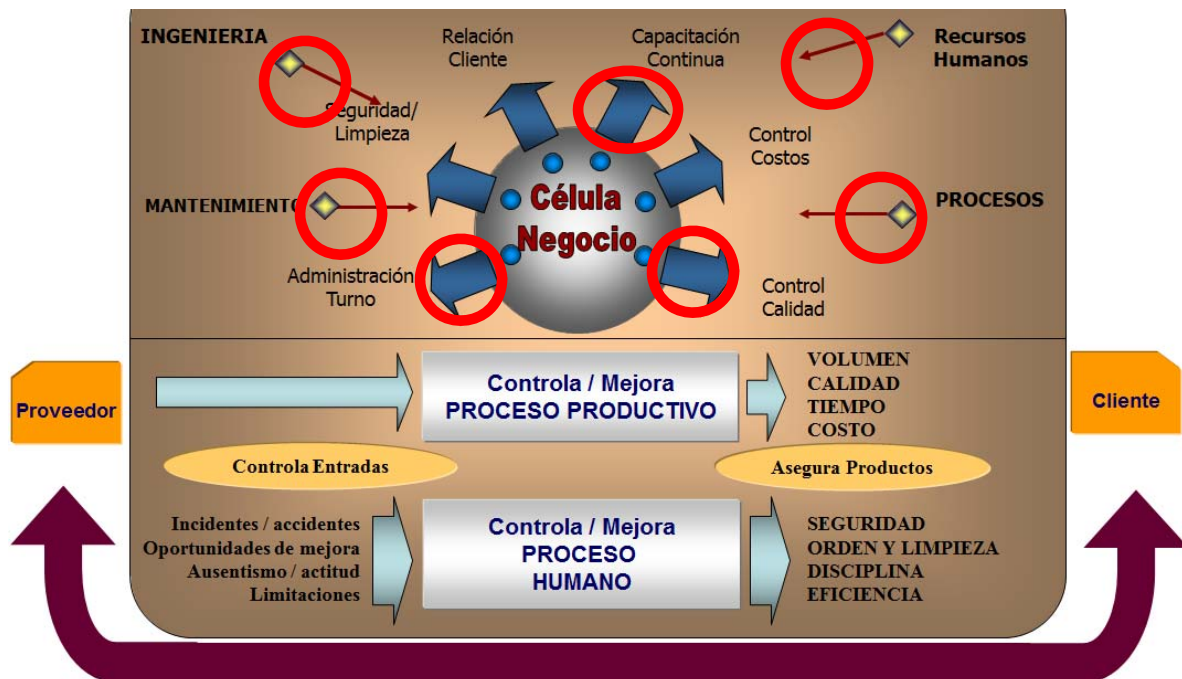 INGENIERIA
Relación
Cliente
Capacitación
Continua
Recursos
Humanos
Seguridad/
Limpieza
Control
Costos
MANTENIMIENTO
Célula
Negocio
PROCESOS
Administración
Turno
Control
Calidad
Proveedor
Controla / Mejora
PROCESO PRODUCTIVO
VOLUMEN
CALIDAD
TIEMPO
COSTO
Cliente
Controla Entradas
Asegura Productos
Incidentes / accidentes
Oportunidades de mejora
Ausentismo / actitud
Limitaciones
Controla / Mejora
PROCESO
HUMANO
SEGURIDAD
ORDEN Y LIMPIEZA
DISCIPLINA
EFICIENCIA